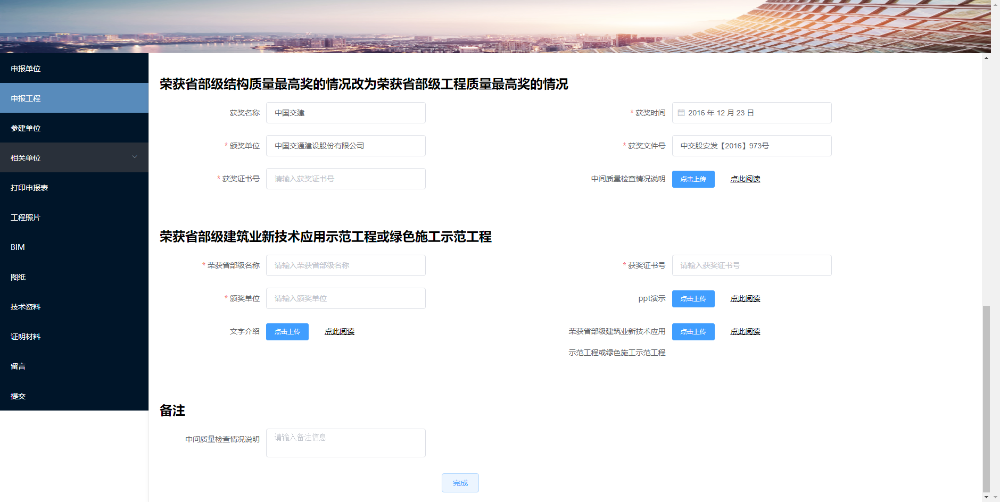 申报单位
申报工程
参建单位
相关单位
打印申报表
工程照片
BIM
图纸
技术资料
证明材料
留言
提交
荣获省部级结构质量最高奖的情况改为荣获省部级工程质量最高奖的情况
获奖名称 中国交建
* 获奖时间 2016 年 12 月 23 日
* 颁奖单位 中国交通建设股份有限公司
* 获奖文件号 中交股安发【2016】973号
* 获奖证书号 请输入获奖证书号
中间质量检查情况说明 点击上传 点此阅读
荣获省部级建筑业新技术应用示范工程或绿色施工示范工程
* 荣获省部级名称 请输入荣获省部级名称
* 获奖证书号 请输入获奖证书号
* 颁奖单位 请输入颁奖单位
ppt演示 点击上传 点此阅读
文字介绍 点击上传 点此阅读
荣获省部级建筑业新技术应用 点击上传 点此阅读
示范工程或绿色施工示范工程
备注
中间质量检查情况说明 请输入备注信息
完成